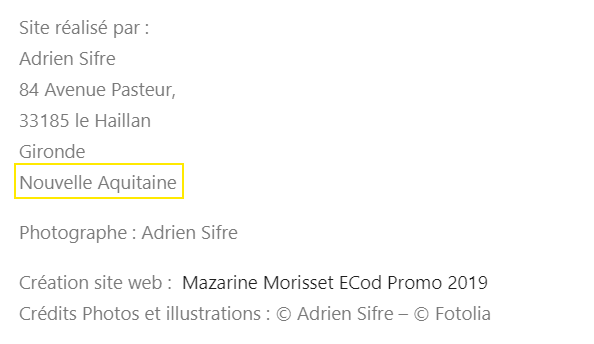 Site réalisé par :
Adrien Sifre
84 Avenue Pasteur,
33185 le Haillan
Gironde
Nouvelle Aquitaine
Photographe : Adrien Sifre
Création site web :  Mazarine Morisset ECod Promo 2019
Crédits Photos et illustrations : © Adrien Sifre – © Fotolia